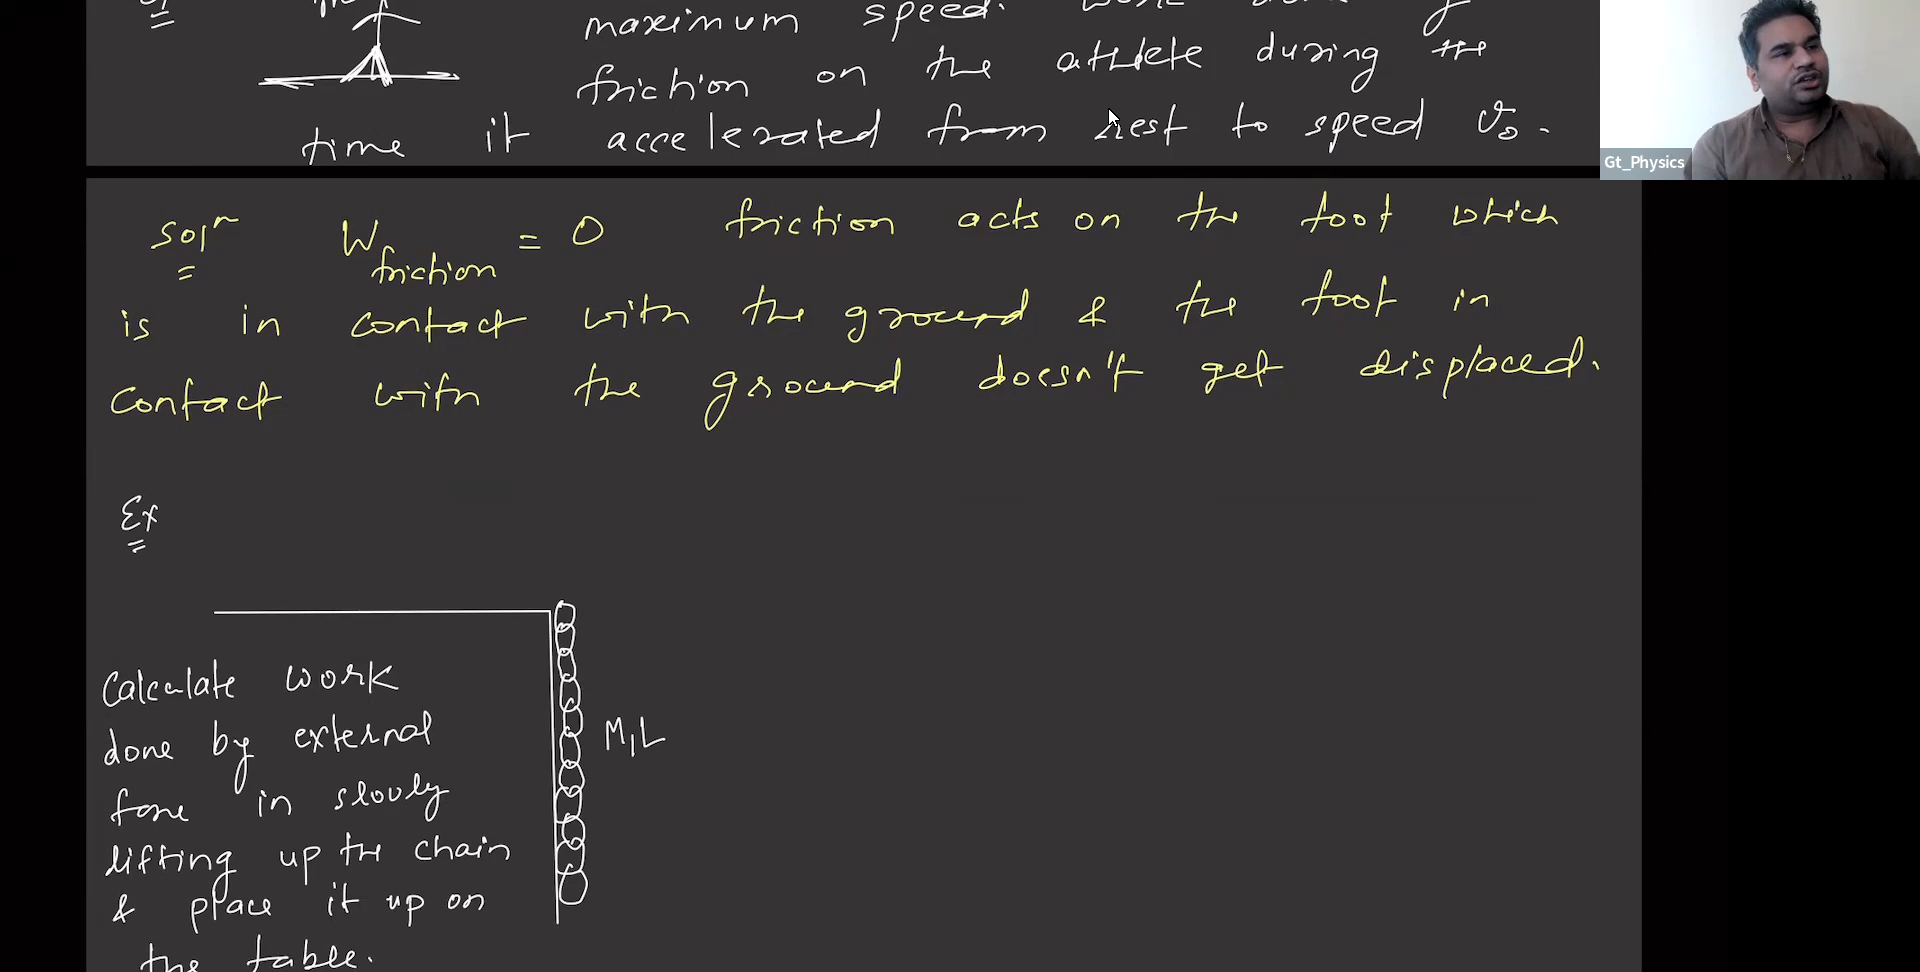 maximum speed.
friction on the athlete during the
time it accelerated from rest to speed v₀.
Gt_Physics
Solⁿ W friction = 0 friction acts on the foot which
is in contact with the ground & the foot in
contact with the ground doesn't get displaced.
Ex
Calculate work
done by external
M,L
force in slowly
lifting up the chain
& place it up on
the table.